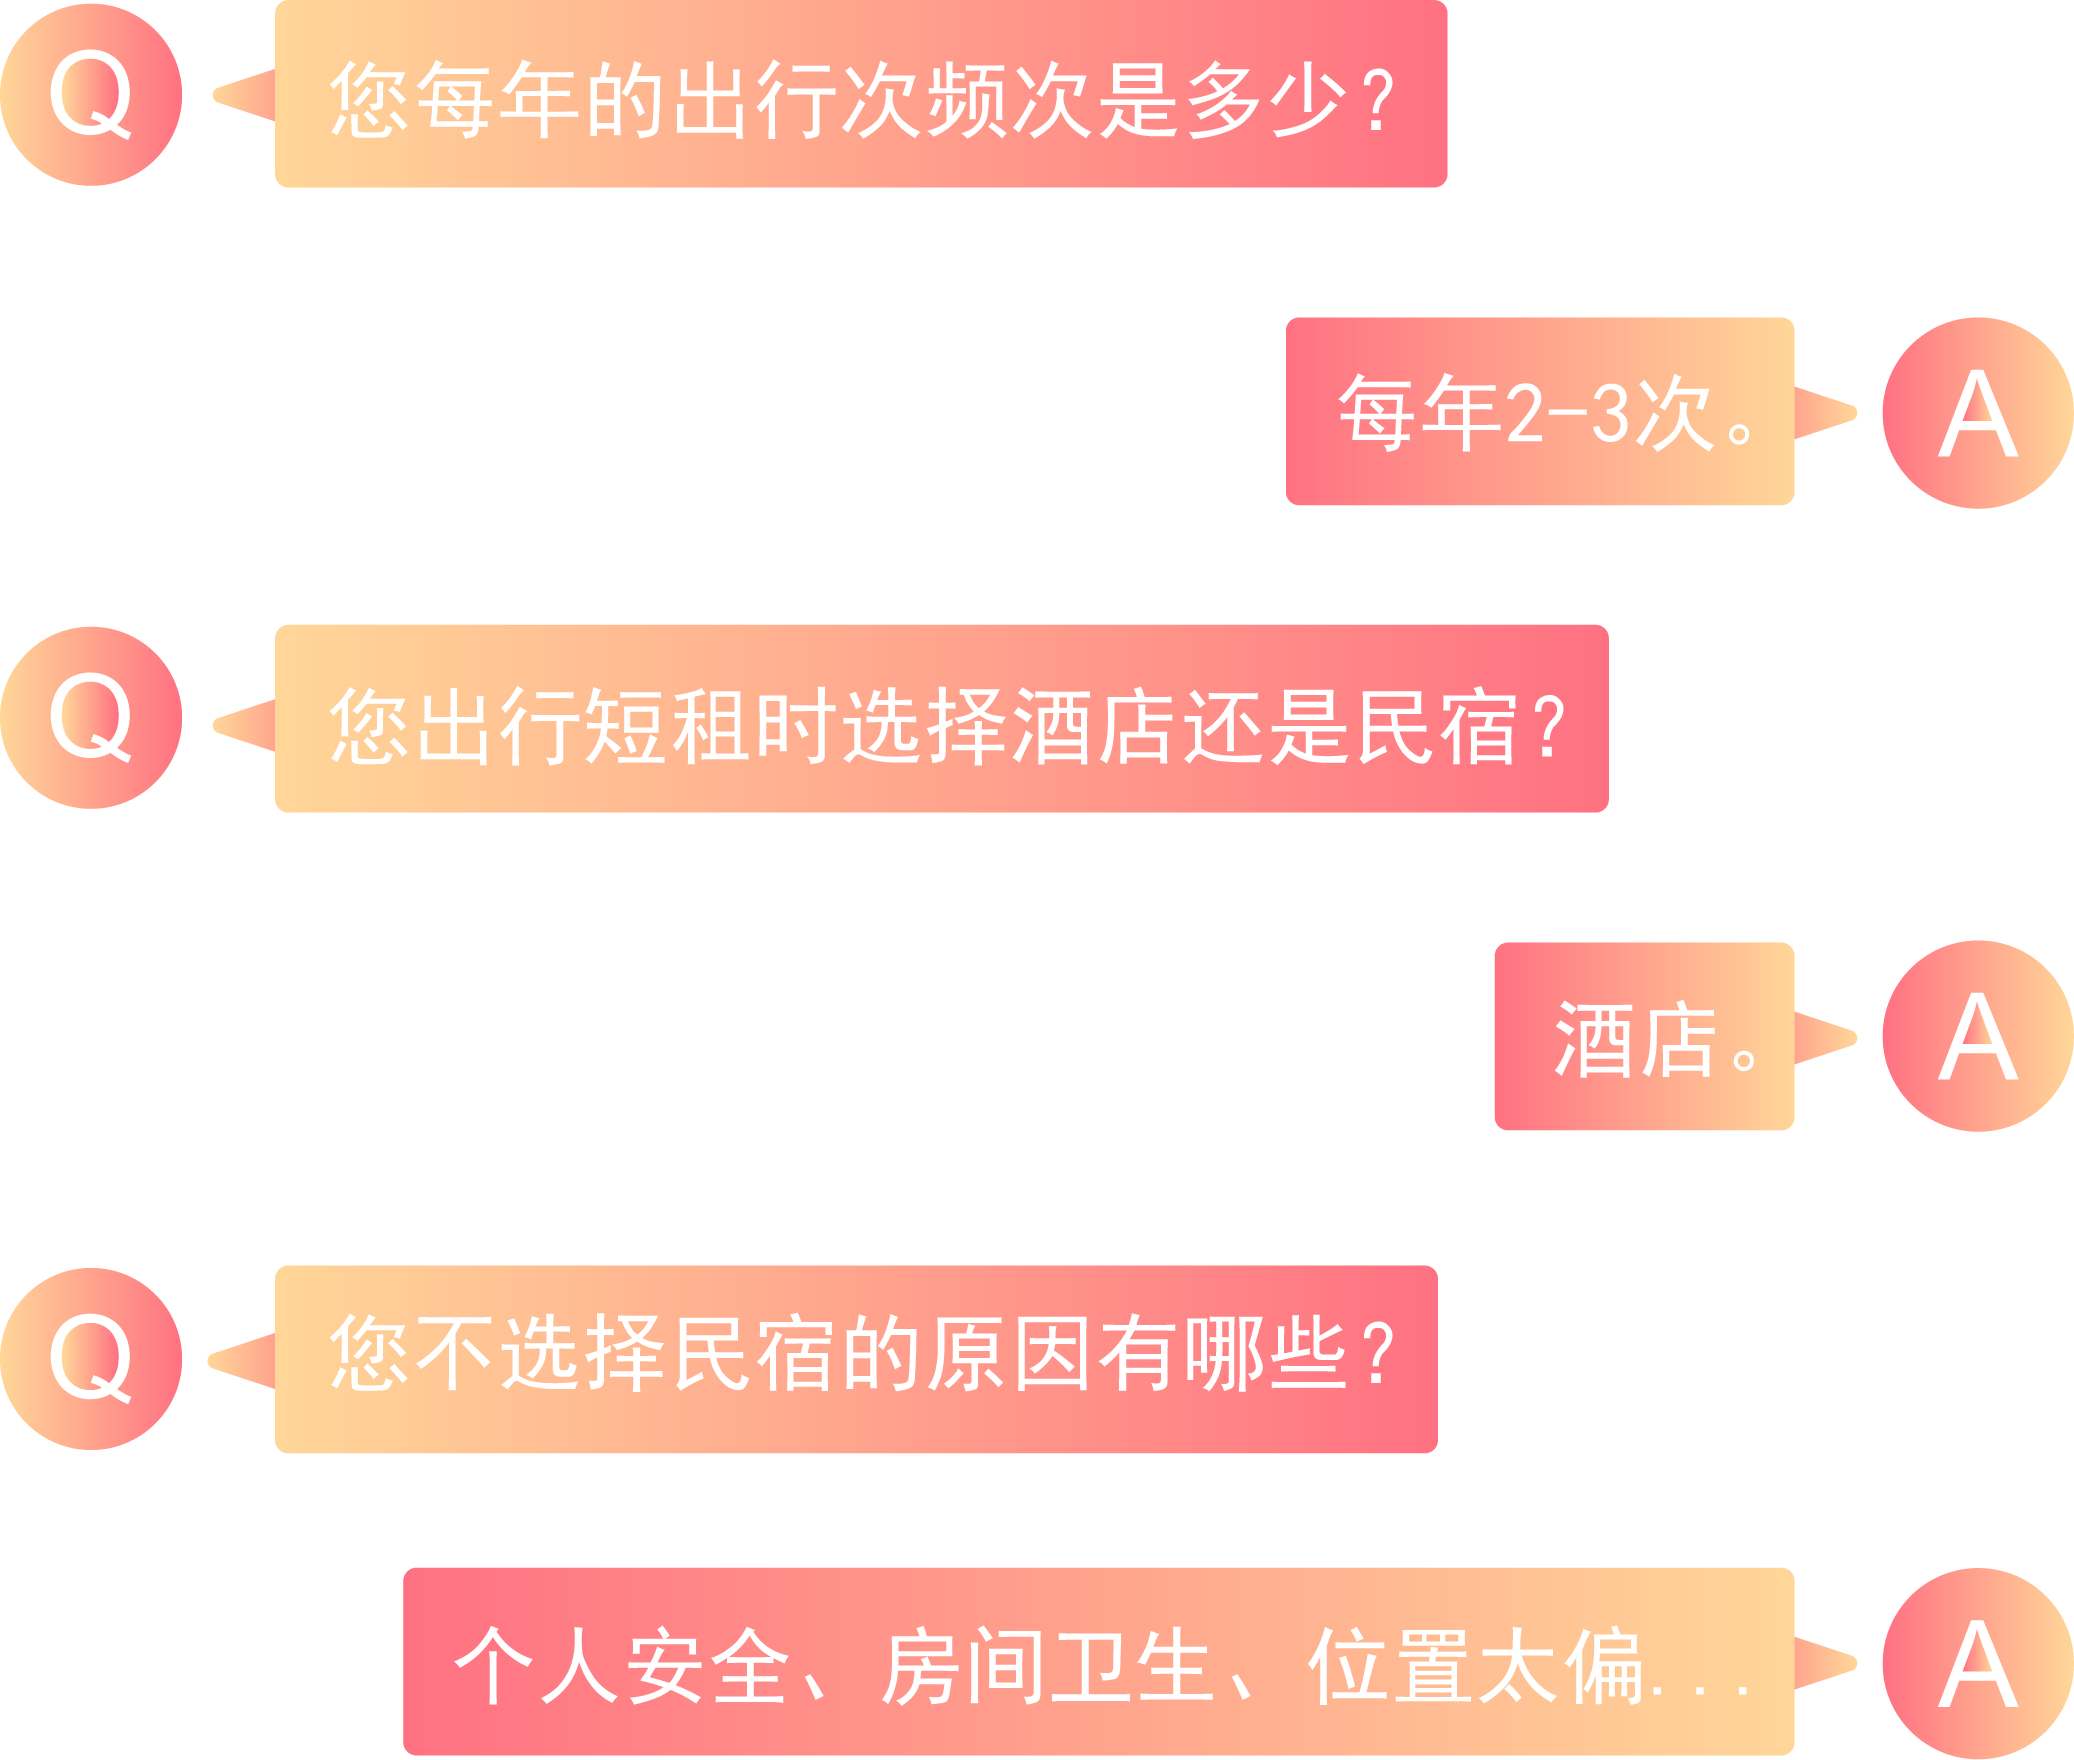 Q 您每年的出行次频次是多少？
每年2-3次。 A
Q 您出行短租时选择酒店还是民宿？
酒店。 A
Q 您不选择民宿的原因有哪些？
个人安全、房间卫生、位置太偏... A